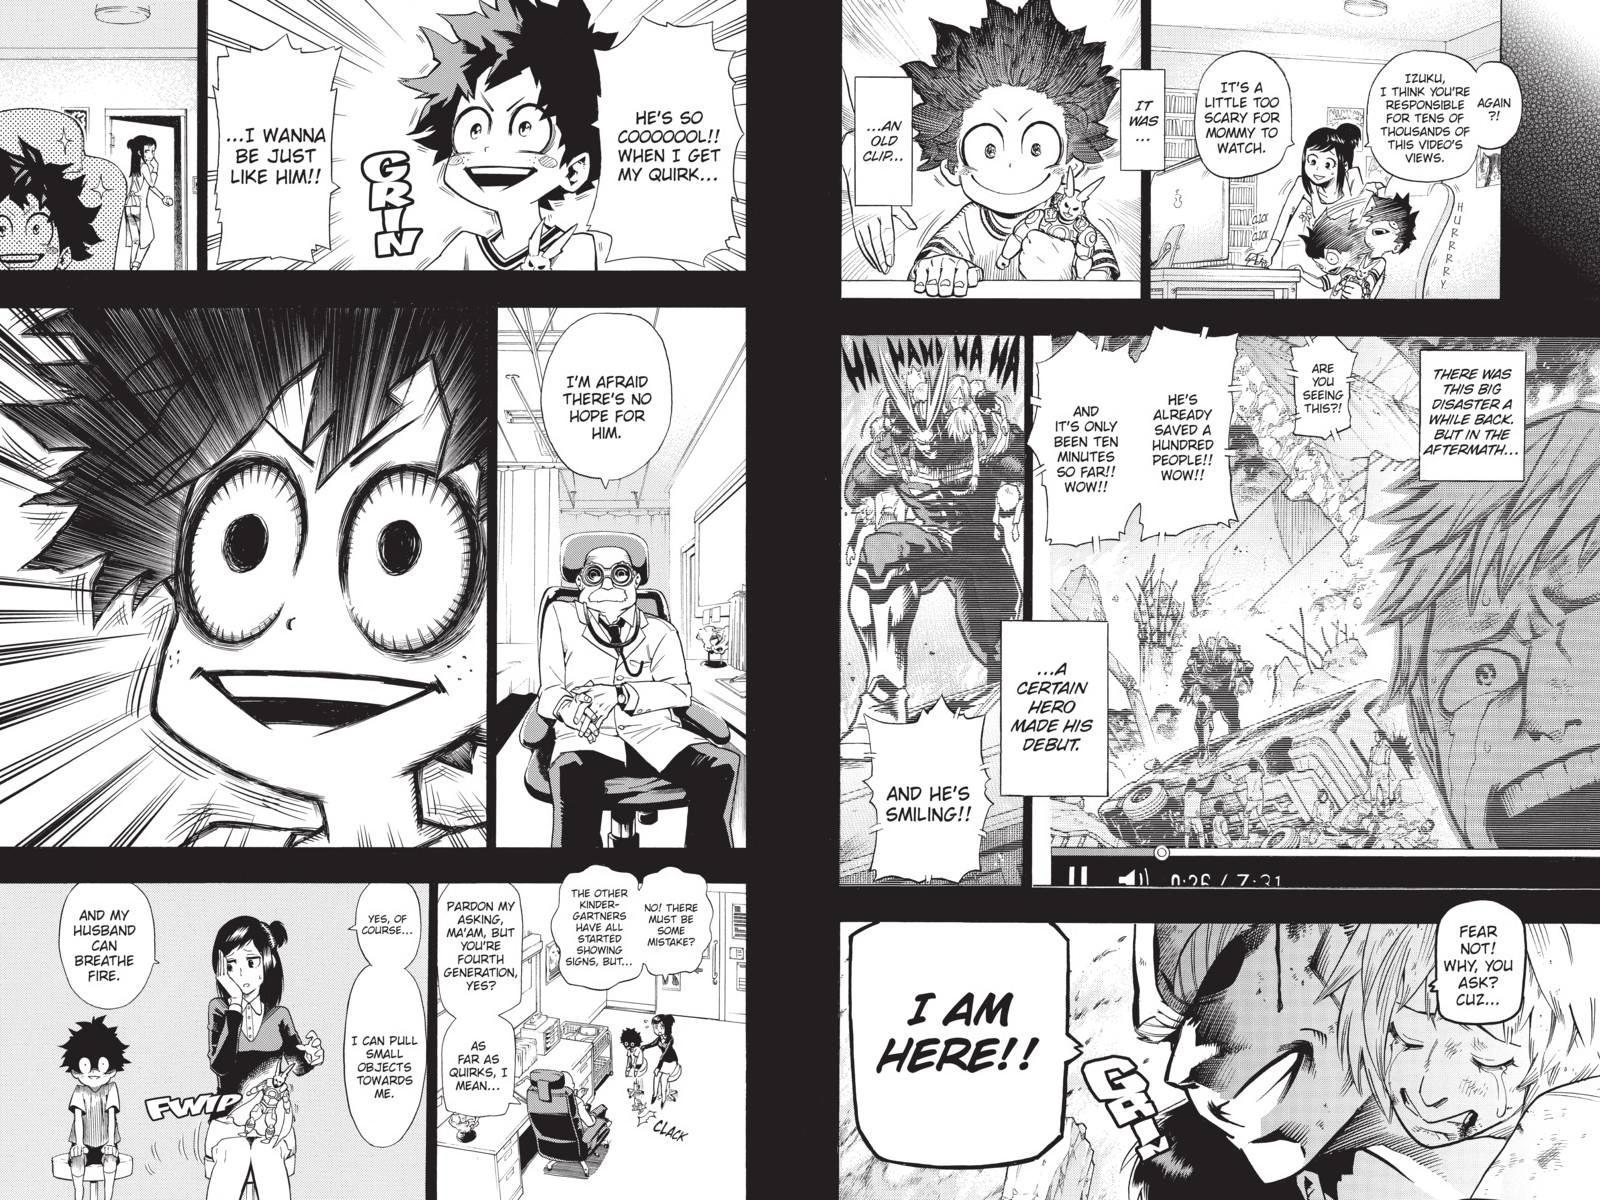 AGAIN
?!
IZUKU,
I THINK YOU'RE
RESPONSIBLE
FOR TENS OF
THOUSANDS OF
THIS VIDEO'S
VIEWS.
IT'S A
LITTLE TOO
SCARY FOR
MOMMY TO
WATCH.
HURRRRY
CLICK
CLICK
IT
WAS
...
...AN
OLD
CLIP...
THERE WAS
THIS BIG
DISASTER A
WHILE BACK.
BUT IN THE
AFTERMATH...
ARE
YOU
SEEING
THIS?!
HE'S
ALREADY
SAVED A
HUNDRED
PEOPLE!!
WOW!!
AND
IT'S ONLY
BEEN TEN
MINUTES
SO FAR!!
WOW!!
HA HAHA HA HA
...A
CERTAIN
HERO
MADE HIS
DEBUT.
AND HE'S
SMILING!!
0:26 / 7:31
FEAR
NOT!
WHY, YOU
ASK?
CUZ...
GRIN
I AM
HERE!!
HE'S SO
COOOOOOL!!
WHEN I GET
MY QUIRK...
GRIN
...I WANNA
BE JUST
LIKE HIM!!
I'M AFRAID
THERE'S NO
HOPE FOR
HIM.
NO! THERE
MUST BE
SOME
MISTAKE?
THE OTHER
KINDER-
GARTNERS
HAVE ALL
STARTED
SHOWING
SIGNS, BUT...
PARDON MY
ASKING,
MA'AM, BUT
YOU'RE
FOURTH
GENERATION,
YES?
AS
FAR AS
QUIRKS, I
MEAN...
CLACK
YES, OF
COURSE...
I CAN PULL
SMALL
OBJECTS
TOWARDS
ME.
FWIP
AND MY
HUSBAND
CAN
BREATHE
FIRE.